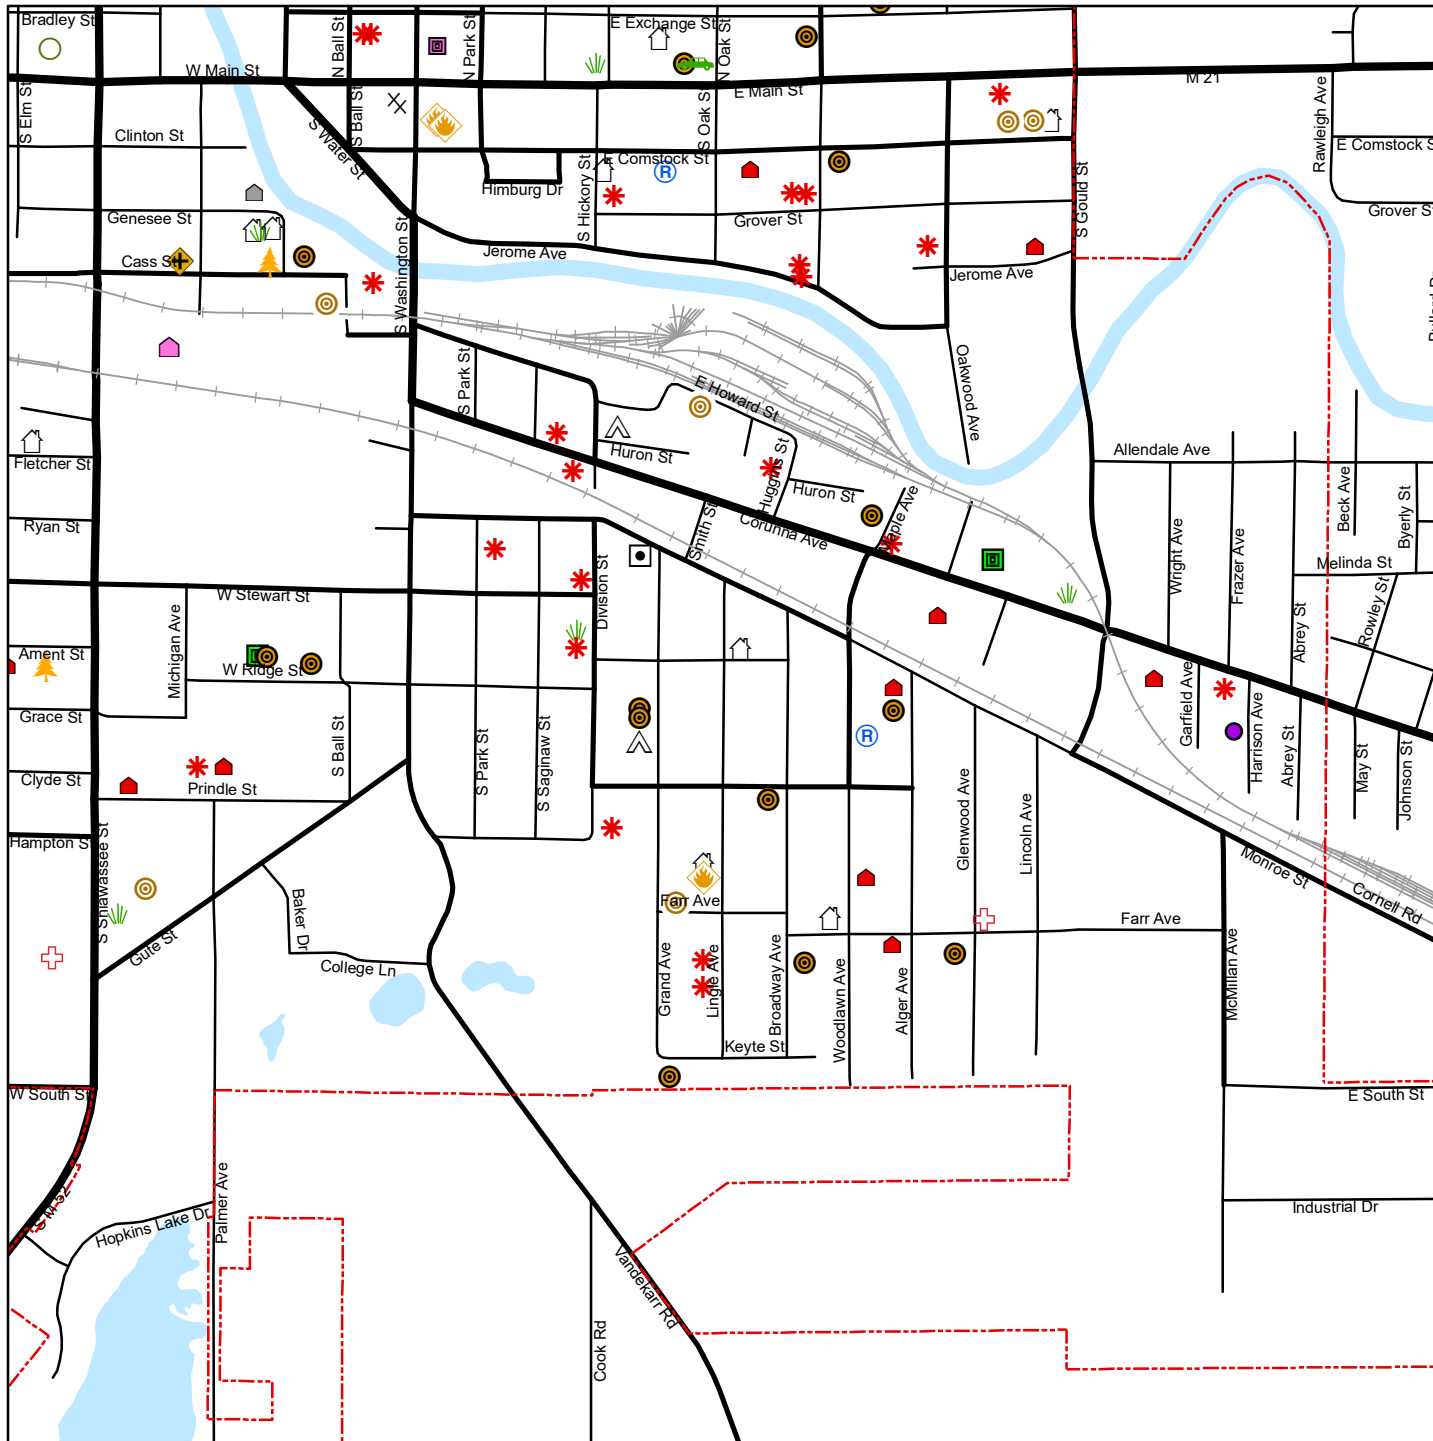 Bradley St
E Exchange St
N Ball St
N Park St
N Oak St
W Main St
M 21
E Main St
S Elm St
S Ball St
S Oak St
Rawleigh Ave
Clinton St
S Water St
E Comstock St
E Comstock S
R
Himburg Dr
S Hickory St
S Gould St
Genesee St
Grover St
Grover St
S Washington St
Cass St
Jerome Ave
Jerome Ave
S Park St
E Howard St
Oakwood Ave
Fletcher St
Huron St
Huggins St
Allendale Ave
Huron St
Beck Ave
Byerly St
Ryan St
Smith St
Corunna Ave
Maple Ave
Wright Ave
Frazer Ave
Melinda St
W Stewart St
Division St
Rowley St
Michigan Ave
Abrey St
Ament St
W Ridge St
Garfield Ave
Grace St
S Ball St
S Park St
S Saginaw St
R
Harrison Ave
Abrey St
May St
Johnson St
Clyde St
Prindle St
Glenwood Ave
Lincoln Ave
Hampton St
S Shiawassee St
Monroe St
Cornell Rd
Baker Dr
Farr Ave
Farr Ave
Gute St
College Ln
Grand Ave
Lingle Ave
Broadway Ave
Woodlawn Ave
Alger Ave
McMillan Ave
Keyte St
W South St
E South St
S M 52
Hopkins Lake Dr
Palmer Ave
Industrial Dr
Vandekarr Rd
Cook Rd